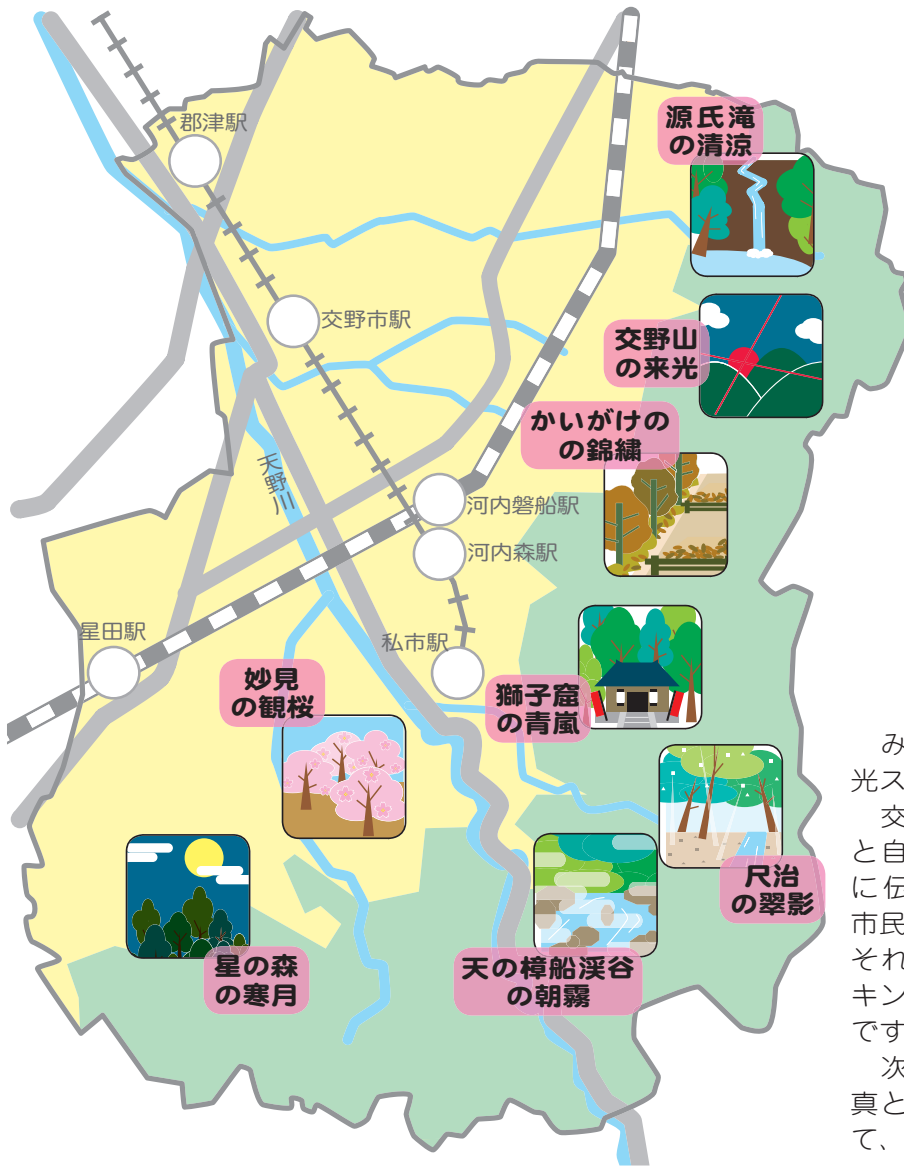 郡津駅
源氏滝
の清涼
交野市駅
交野山
の来光
かいがけの
の錦繍
天野川
河内磐船駅
河内森駅
星田駅
私市駅
妙見
の観桜
獅子窟
の青嵐
尺治
の翠影
星の森
の寒月
天の樟船渓谷
の朝霧
み
光ス
交
と自
に伝
市民
それ
キン
です
次
真と
て、